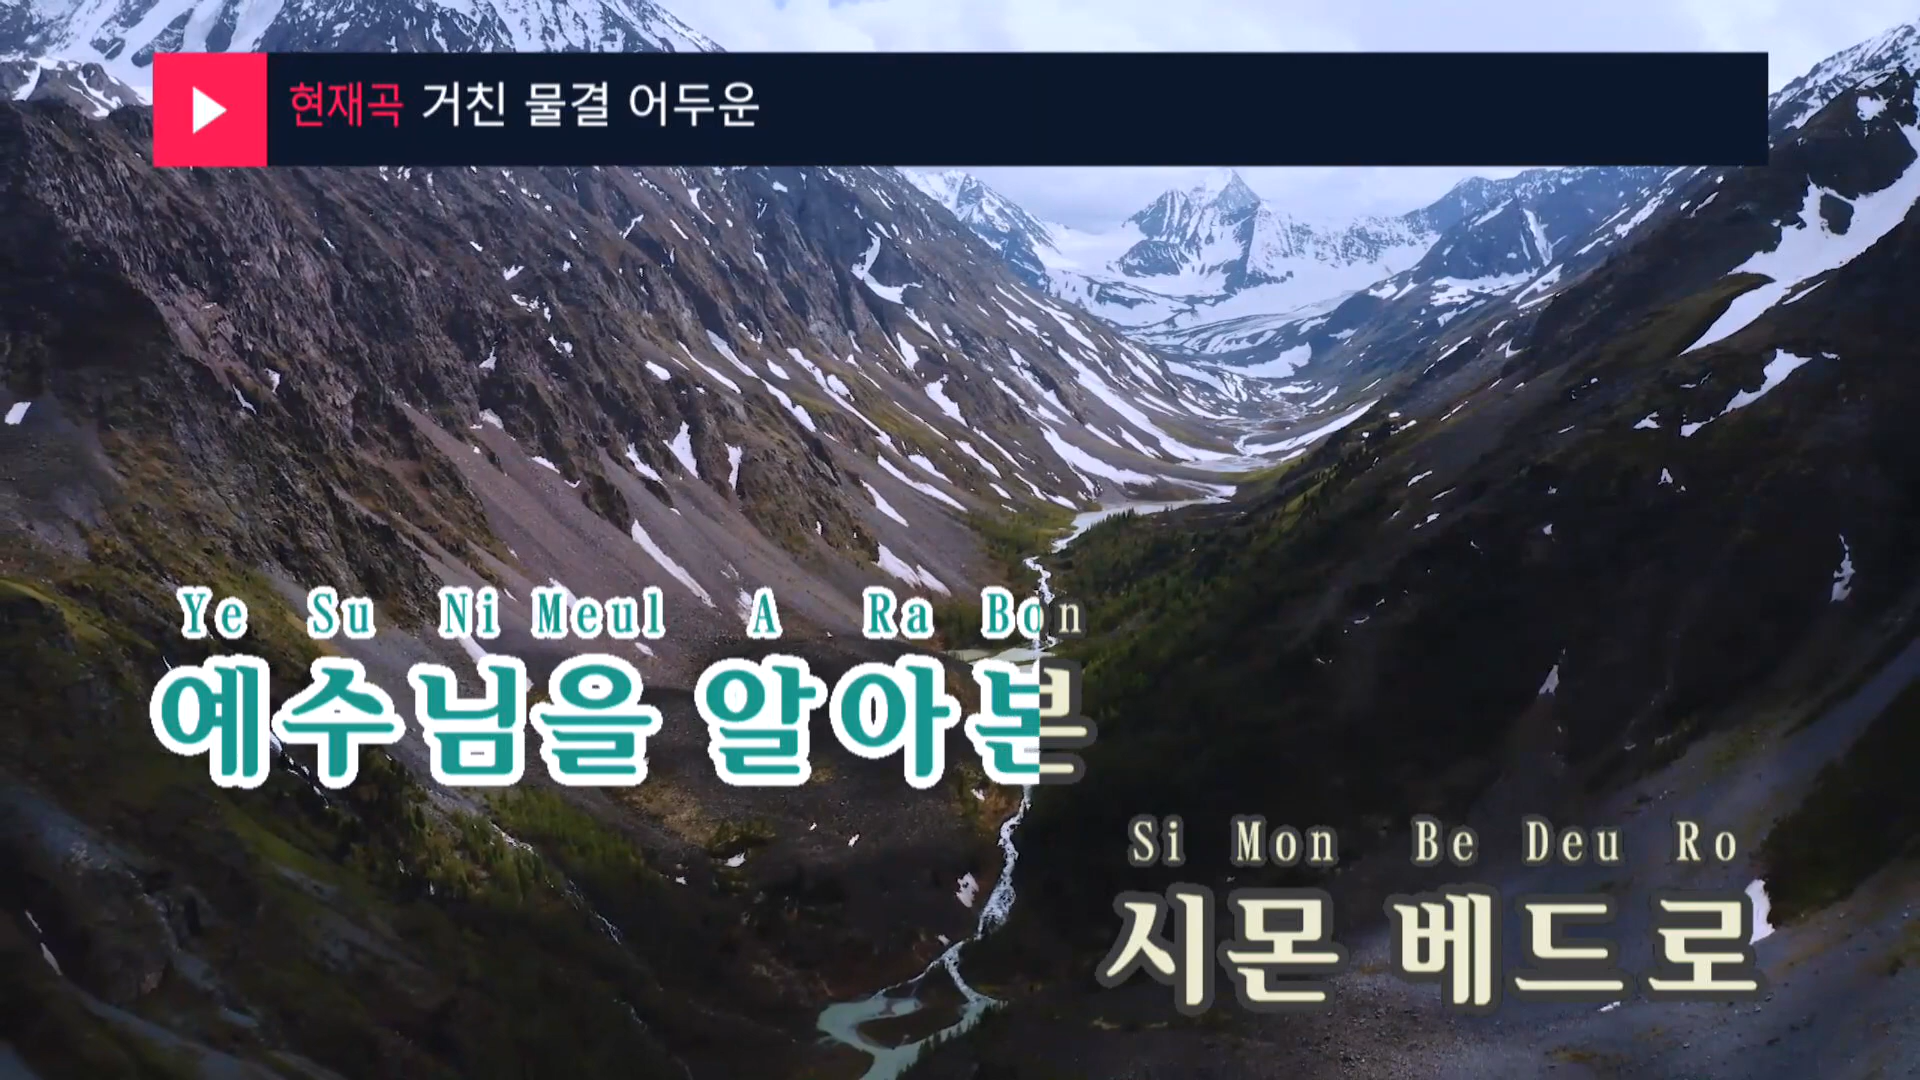 현재곡 거친 물결 어두운
Ye Su Ni Meul A Ra Bon
예수님을 알아본
Si Mon Be Deu Ro
시몬 베드로